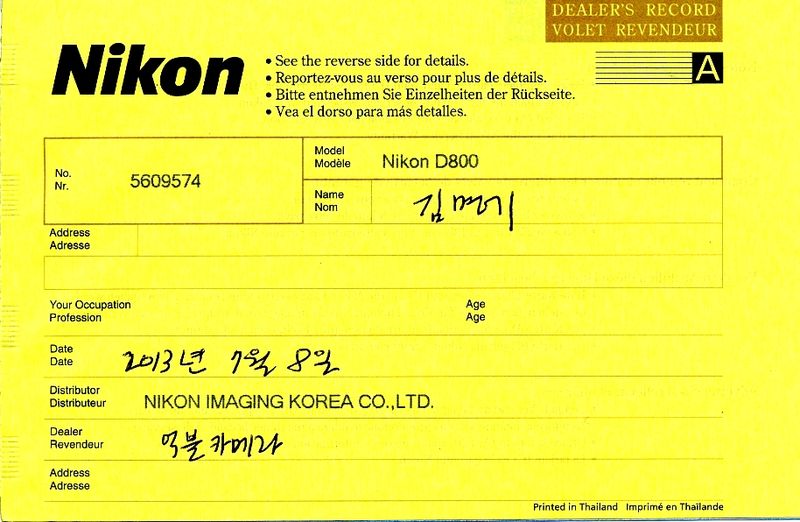 DEALER'S RECORD
VOLET REVENDEUR
Nikon
• See the reverse side for details.
• Reportez-vous au verso pour plus de détails.
• Bitte entnehmen Sie Einzelheiten der Rückseite.
• Vea el dorso para más detalles.
A
No.
Nr.
5609574
Model
Modèle
Nikon D800
Name
Nom
김
Address
Adresse
Your Occupation
Profession
Age
Age
Date
Date
2013년 7월 8일
Distributor
Distributeur
NIKON IMAGING KOREA CO.,LTD.
Dealer
Revendeur
억불카메라
Address
Adresse
Printed in Thailand Imprimé en Thaïlande